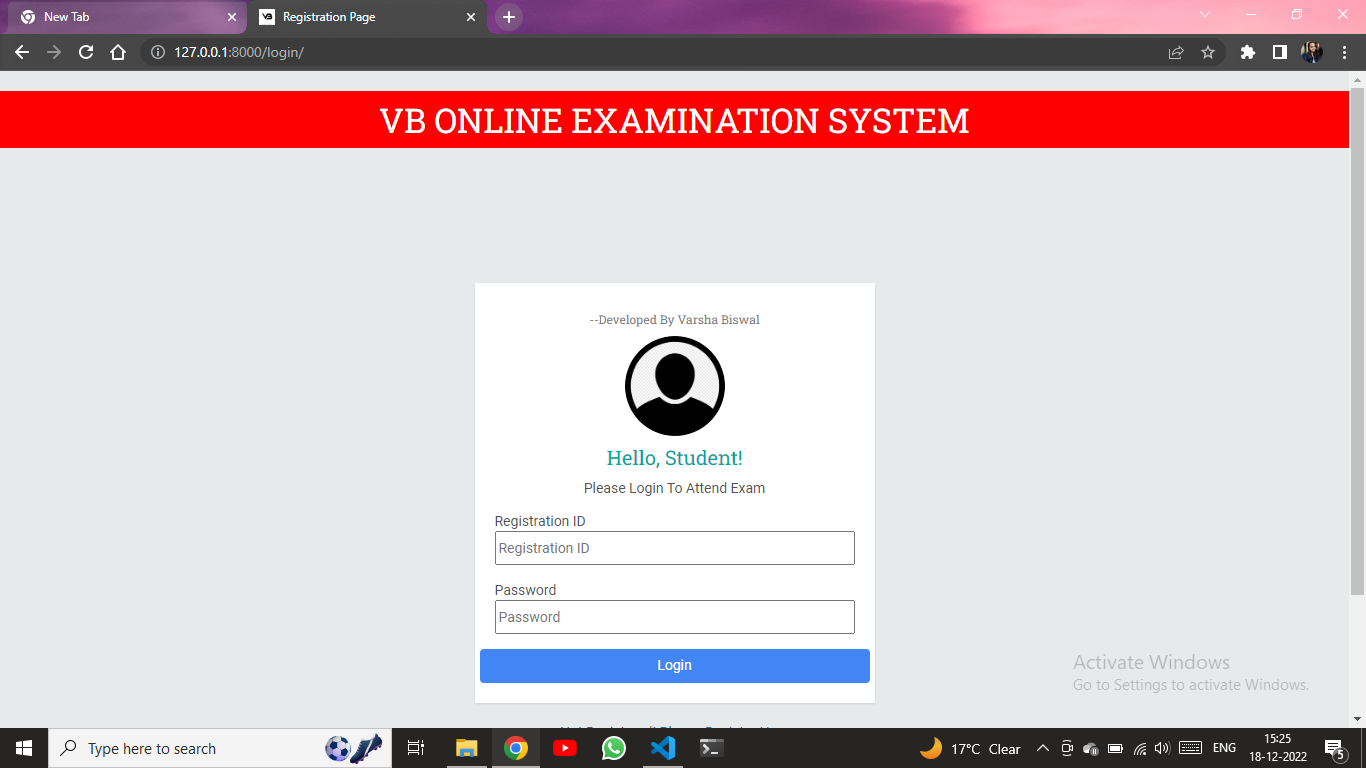 New Tab
VB Registration Page
127.0.0.1:8000/login/
VB ONLINE EXAMINATION SYSTEM
--Developed By Varsha Biswal
Hello, Student!
Please Login To Attend Exam
Registration ID
Registration ID
Password
Password
Login
Activate Windows
Go to Settings to activate Windows.
Type here to search
17°C Clear
ENG
15:25
18-12-2022
5